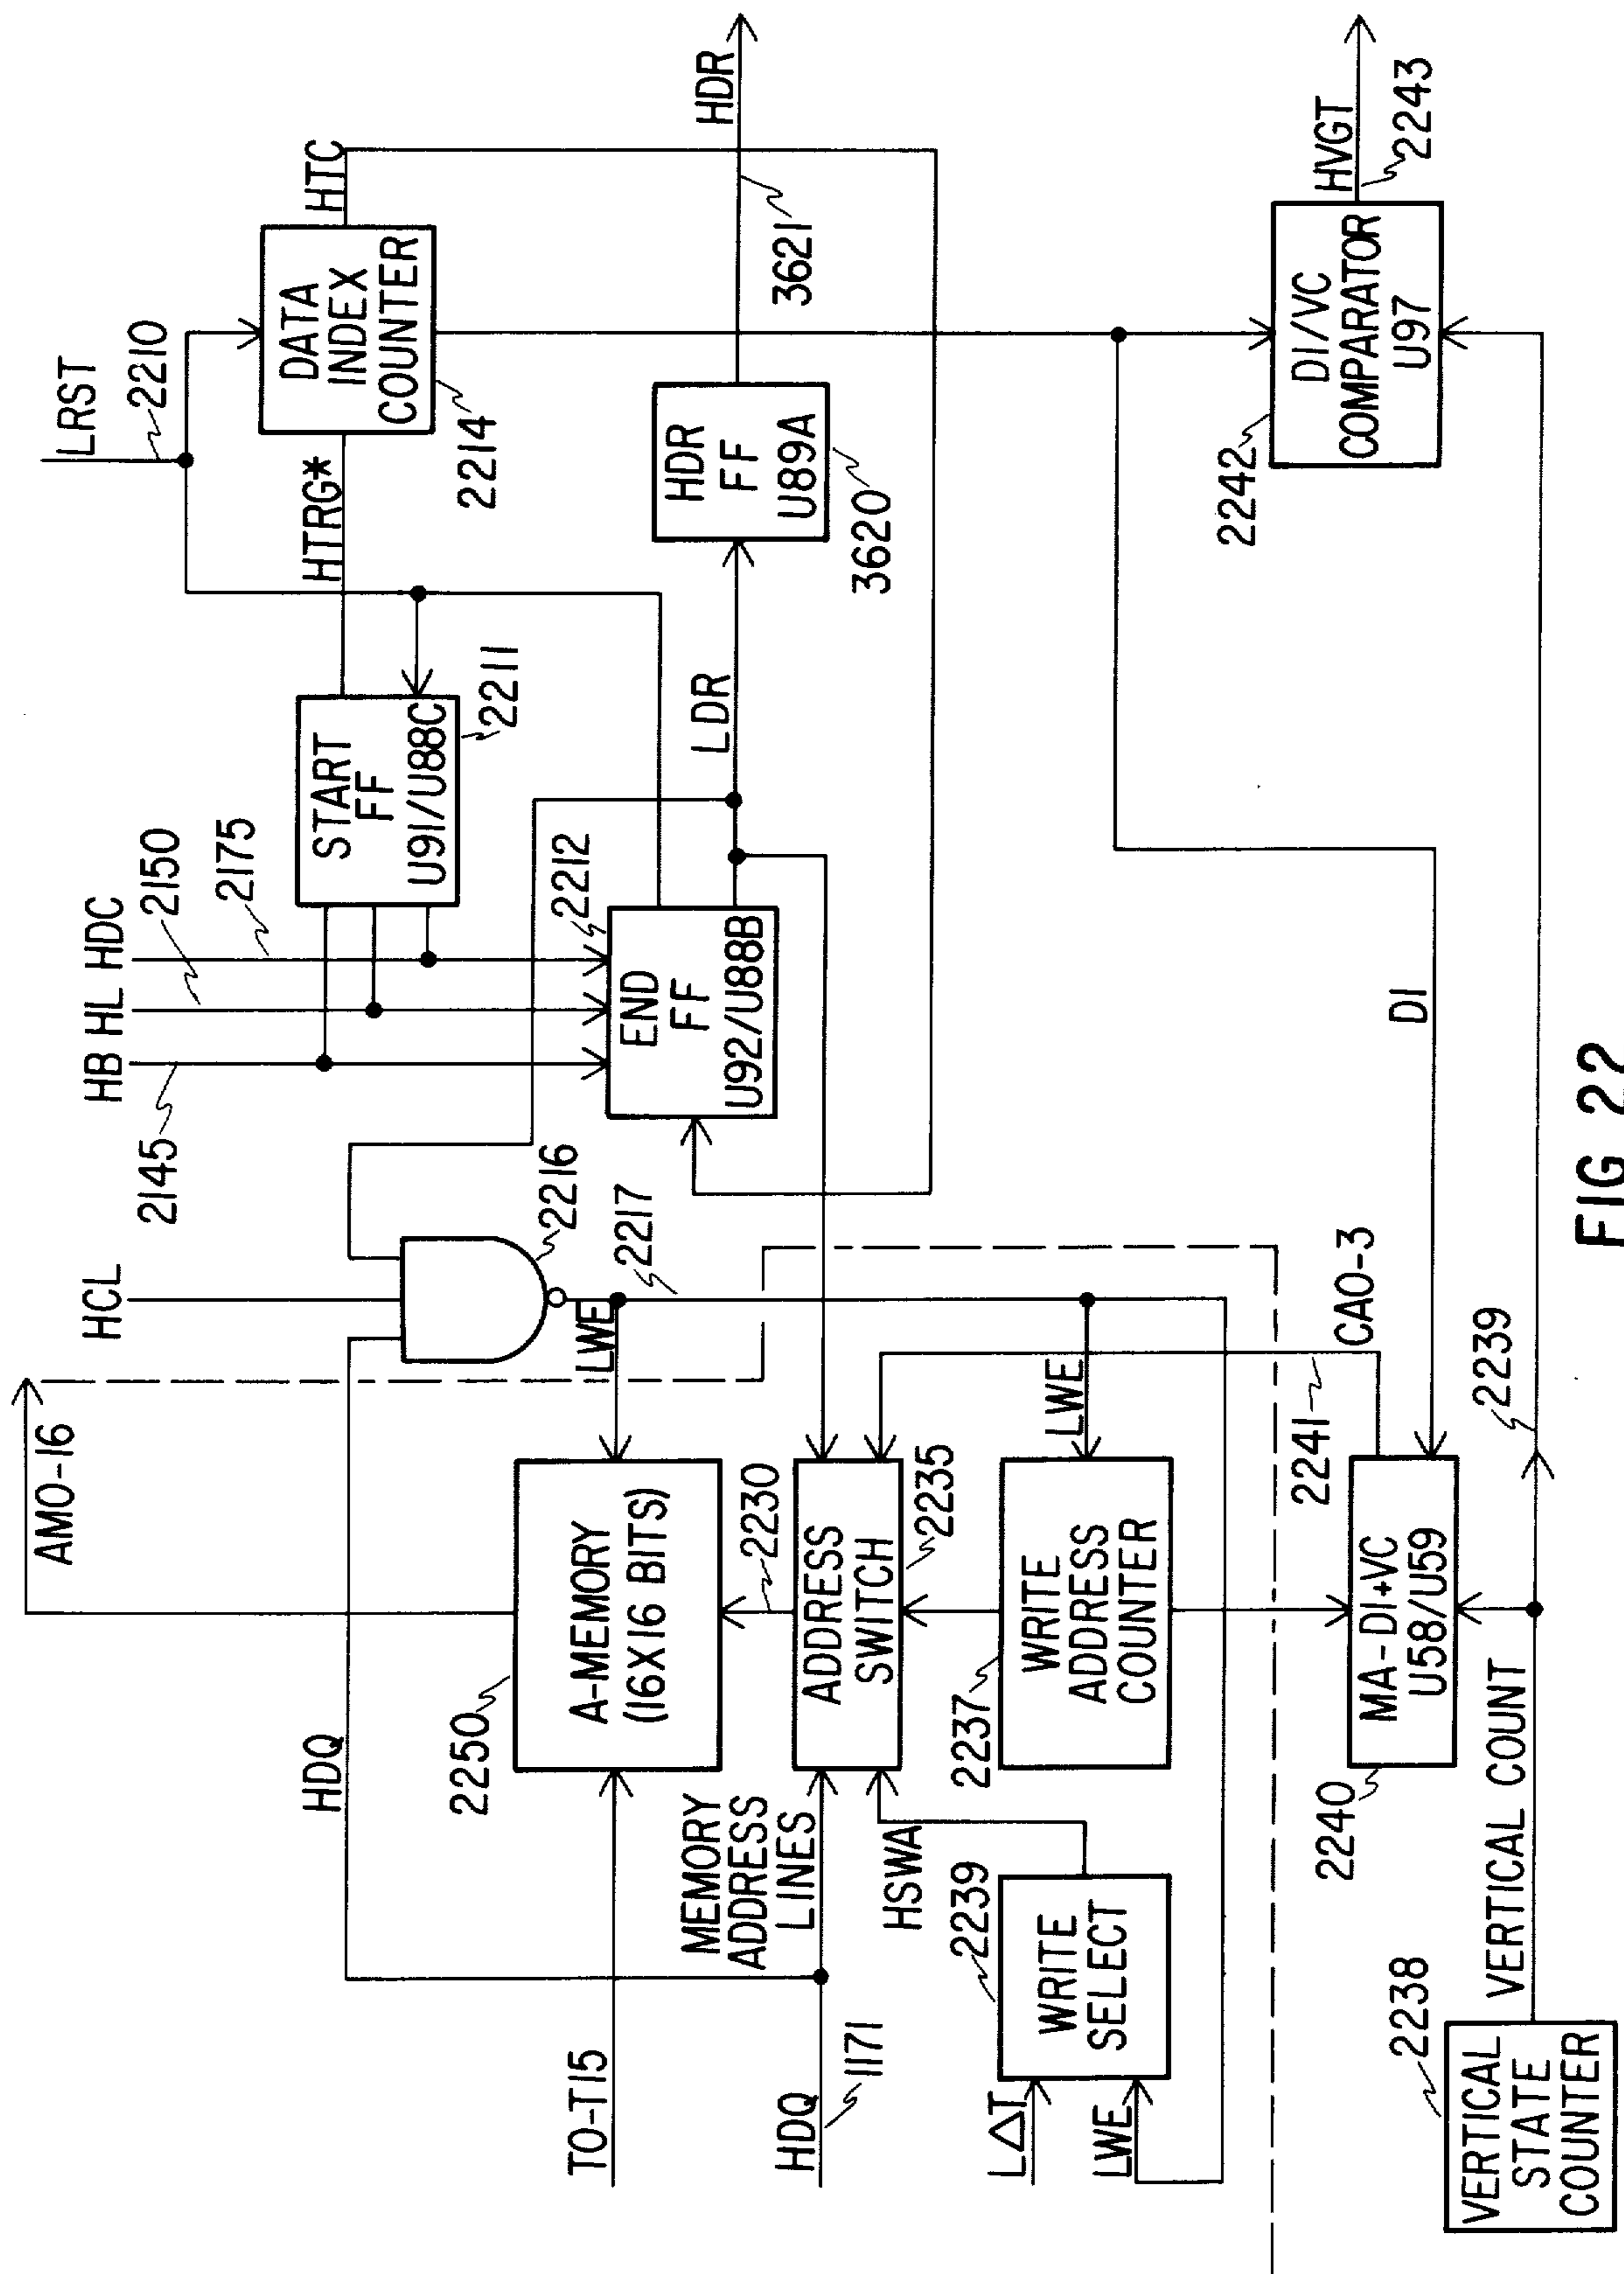 LRST
2210
HTRG*
DATA
INDEX
COUNTER
2214
HTC
HDR
3621
HDR
FF
U89A
3620
START
FF
U91/U88C
2211
HB
HL
HDC
2145
2150
2175
2212
END
FF
U92/U88B
LDR
HCL
2216
2217
LWE
HDQ
AM0-16
2250
A-MEMORY
(16X16 BITS)
T0-T15
MEMORY
ADDRESS
LINES
HDQ
1171
2230
ADDRESS
SWITCH
2235
HSWA
2239
WRITE
SELECT
L∆T
LWE
2237
WRITE
ADDRESS
COUNTER
LWE
2241
CA0-3
MA-DI+VC
U58/U59
2240
DI
2238
VERTICAL
STATE
COUNTER
VERTICAL COUNT
2239
2242
DI/VC
COMPARATOR
U97
HVGT
2243
FIG 22